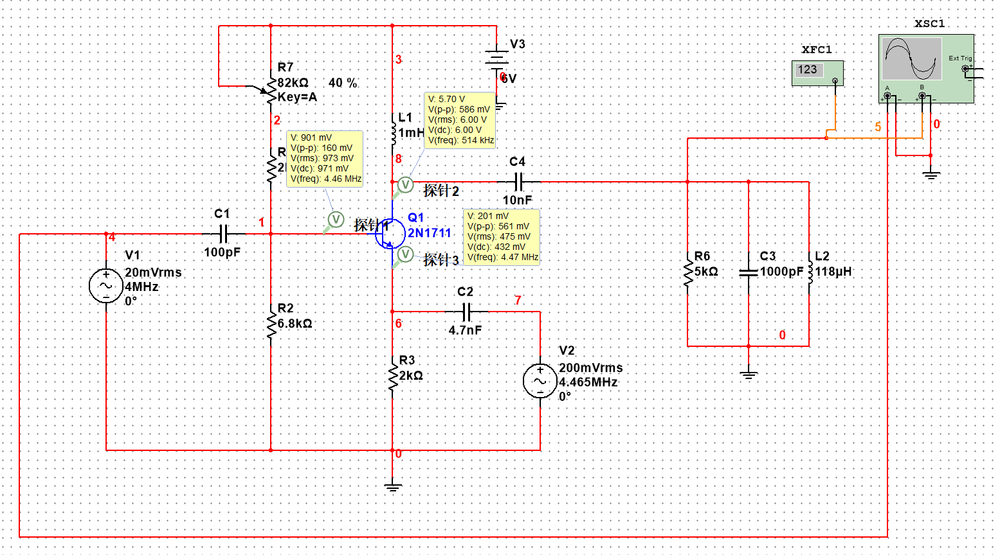 XSC1
XFC1
V3
Ext Trig
123
R7
82kΩ
40 %
Key=A
3
0
6V
A
B
V: 5.70 V
V(p-p): 586 mV
V(rms): 6.00 V
V(dc): 6.00 V
V(freq): 514 kHz
2
L1
1mH
5
0
V: 901 mV
V(p-p): 160 mV
V(rms): 973 mV
V(dc): 971 mV
V(freq): 4.46 MHz
8
C4
V
探针2
10nF
C1
1
V
探针1
Q1
2N1711
V: 201 mV
V(p-p): 561 mV
V(rms): 475 mV
V(dc): 432 mV
V(freq): 4.47 MHz
4
100pF
V
探针3
V1
20mVrms
4MHz
0°
R6
5kΩ
C3
1000pF
L2
118µH
C2
7
R2
6.8kΩ
6
4.7nF
0
V2
200mVrms
4.465MHz
0°
R3
2kΩ
0